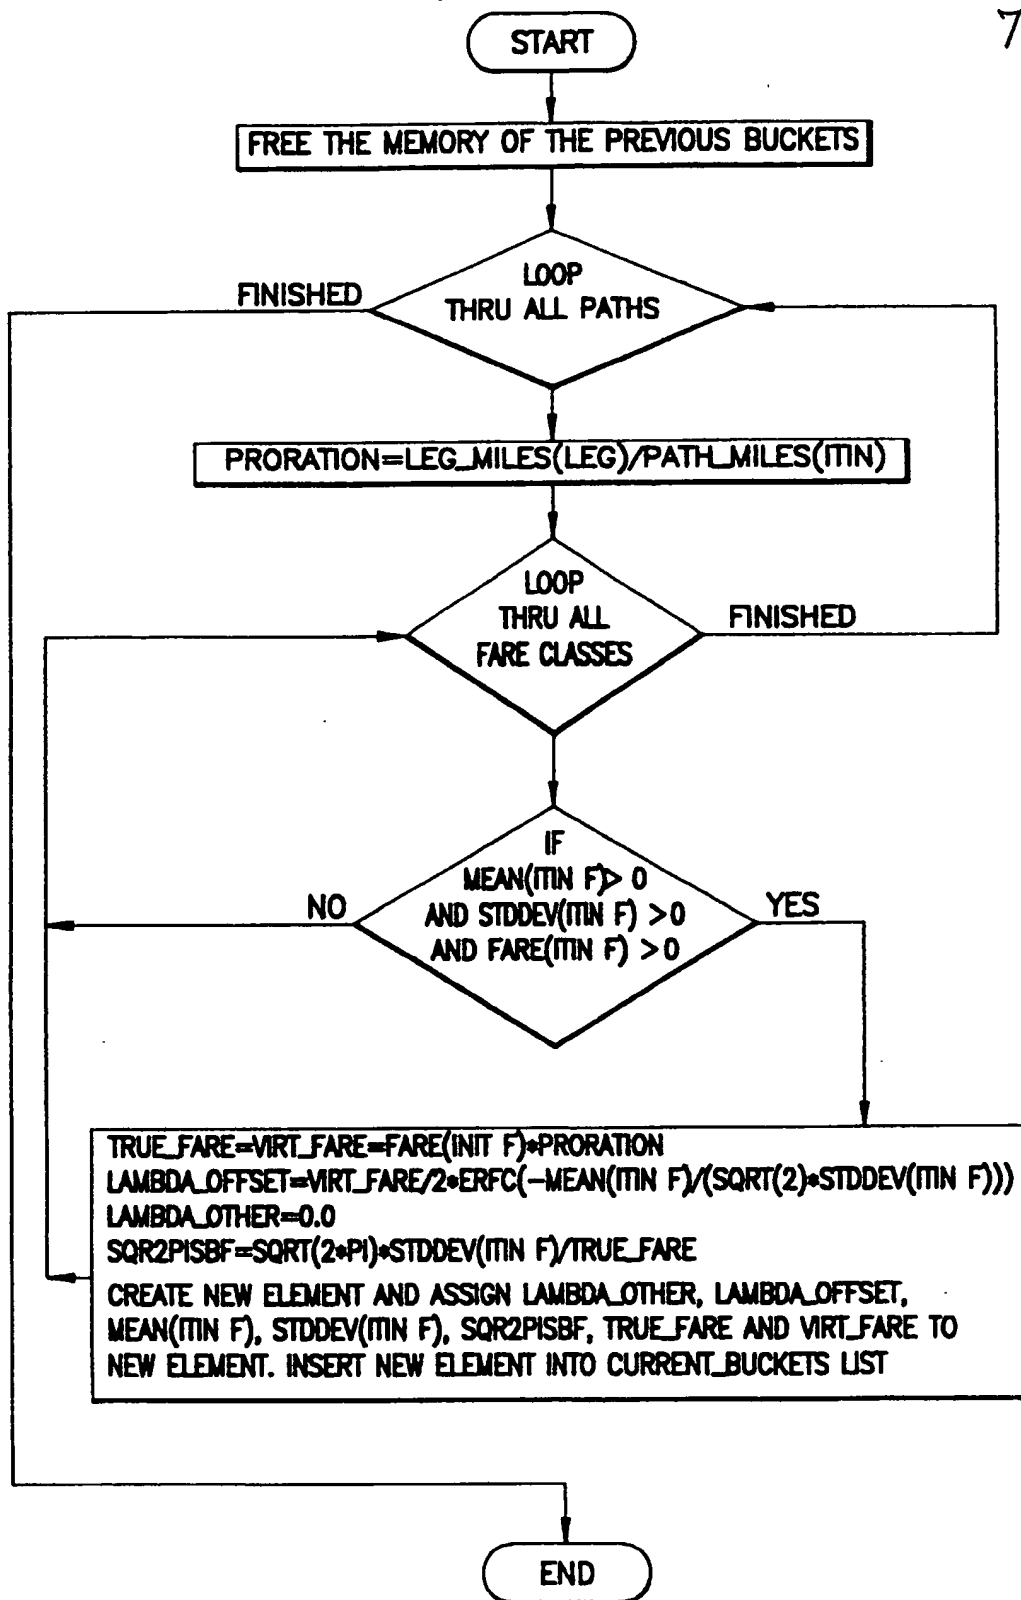 7
START
FREE THE MEMORY OF THE PREVIOUS BUCKETS
LOOP
THRU ALL PATHS
FINISHED
PRORATION=LEG_MILES(LEG)/PATH_MILES(ITIN)
LOOP
THRU ALL
FARE CLASSES
FINISHED
IF
MEAN(ITIN F)> 0
AND STDDEV(ITIN F) >0
AND FARE(ITIN F) >0
NO
YES
TRUE_FARE=VIRT_FARE=FARE(INIT F)*PRORATION
LAMBDA_OFFSET=VIRT_FARE/2*ERFC(-MEAN(ITIN F)/(SQRT(2)*STDDEV(ITIN F)))
LAMBDA_OTHER=0.0
SQR2PISBF=SQRT(2*PI)*STDDEV(ITIN F)/TRUE_FARE
CREATE NEW ELEMENT AND ASSIGN LAMBDA_OTHER, LAMBDA_OFFSET,
MEAN(ITIN F), STDDEV(ITIN F), SQR2PISBF, TRUE_FARE AND VIRT_FARE TO
NEW ELEMENT. INSERT NEW ELEMENT INTO CURRENT_BUCKETS LIST
END